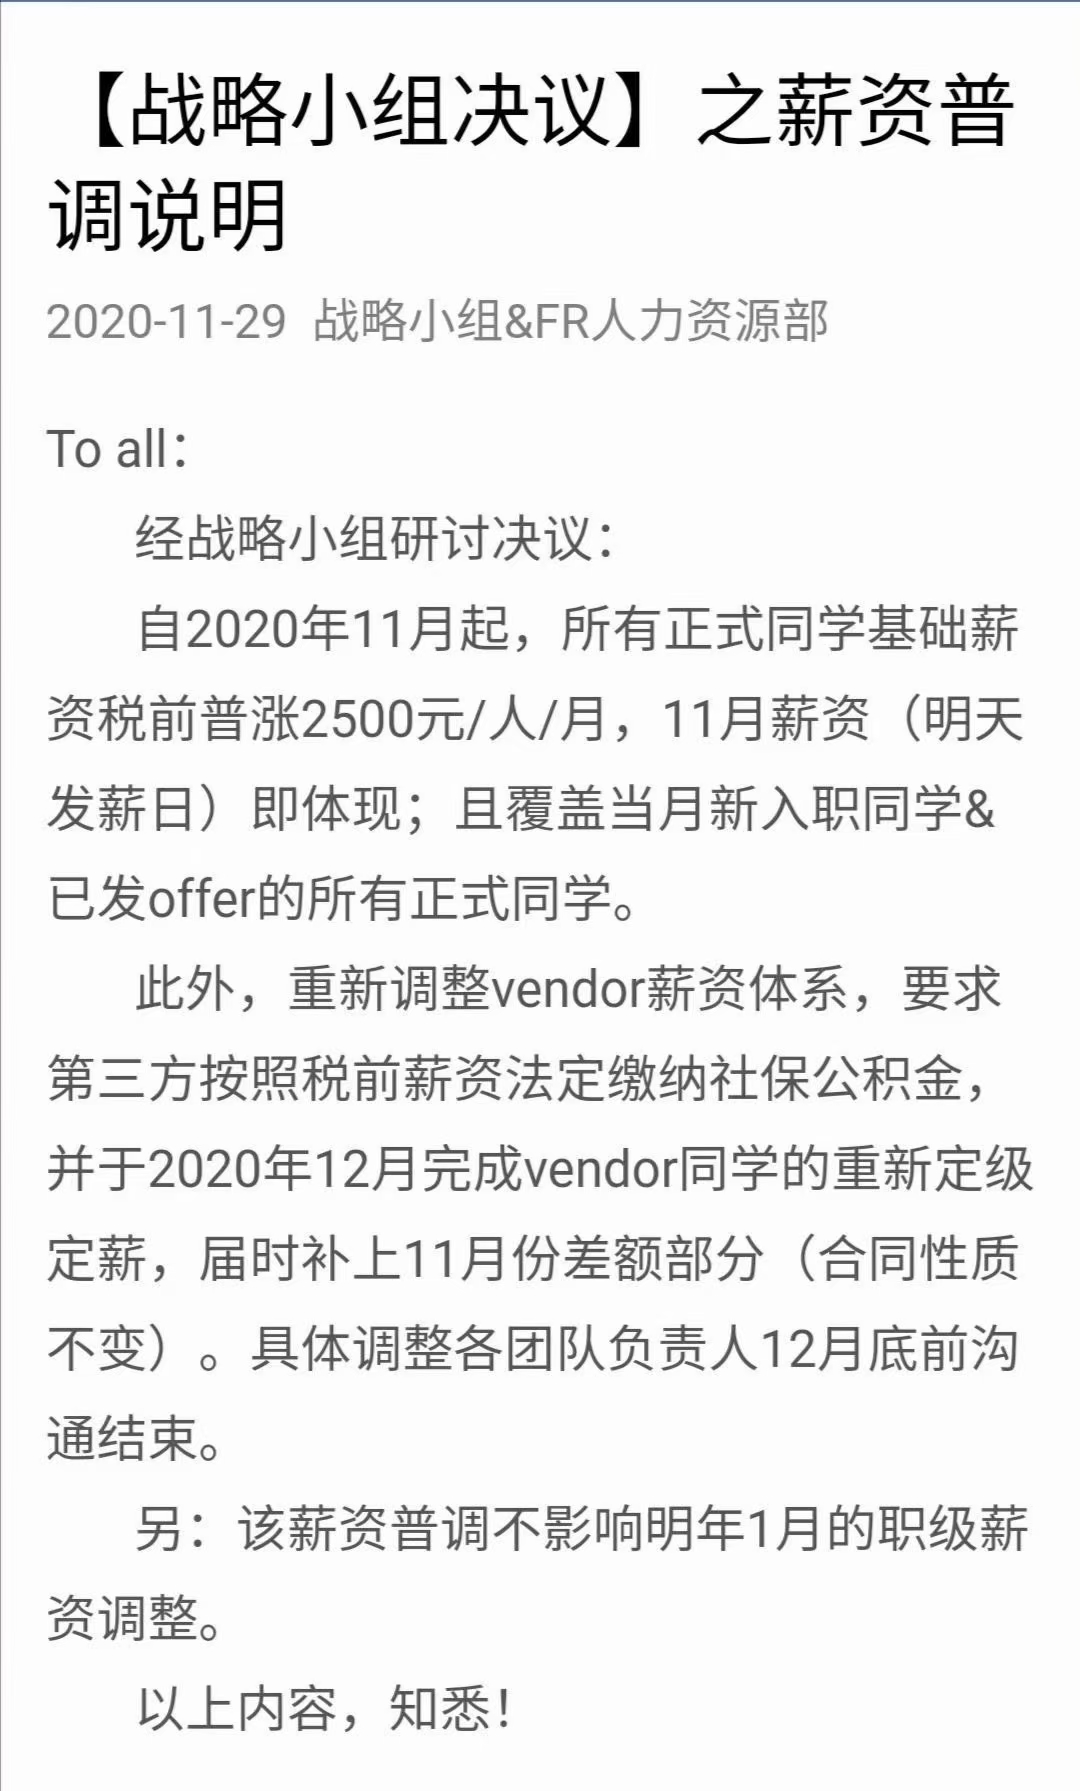 【战略小组决议】之薪资普
调说明
2020-11-29 战略小组&FR人力资源部
To all：
经战略小组研讨决议：
自2020年11月起，所有正式同学基础薪
资税前普涨2500元/人/月，11月薪资（明天
发薪日）即体现；且覆盖当月新入职同学&
已发offer的所有正式同学。
此外，重新调整vendor薪资体系，要求
第三方按照税前薪资法定缴纳社保公积金，
并于2020年12月完成vendor同学的重新定级
定薪，届时补上11月份差额部分（合同性质
不变）。具体调整各团队负责人12月底前沟
通结束。
另：该薪资普调不影响明年1月的职级薪
资调整。
以上内容，知悉！